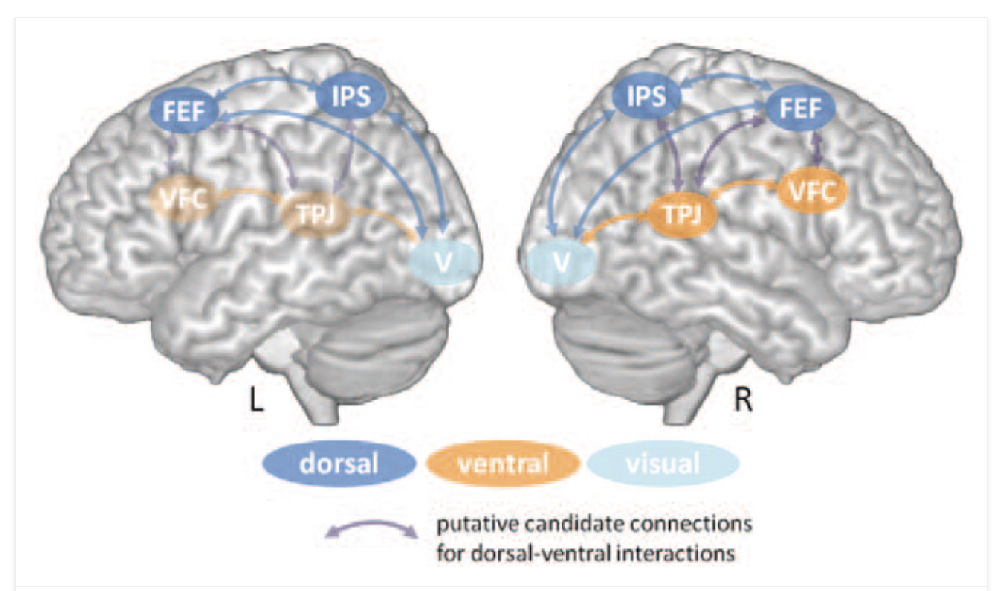 FEF
IPS
VFC
TPJ
V
IPS
FEF
TPJ
VFC
V
L
R
dorsal
ventral
visual
putative candidate connections
for dorsal-ventral interactions